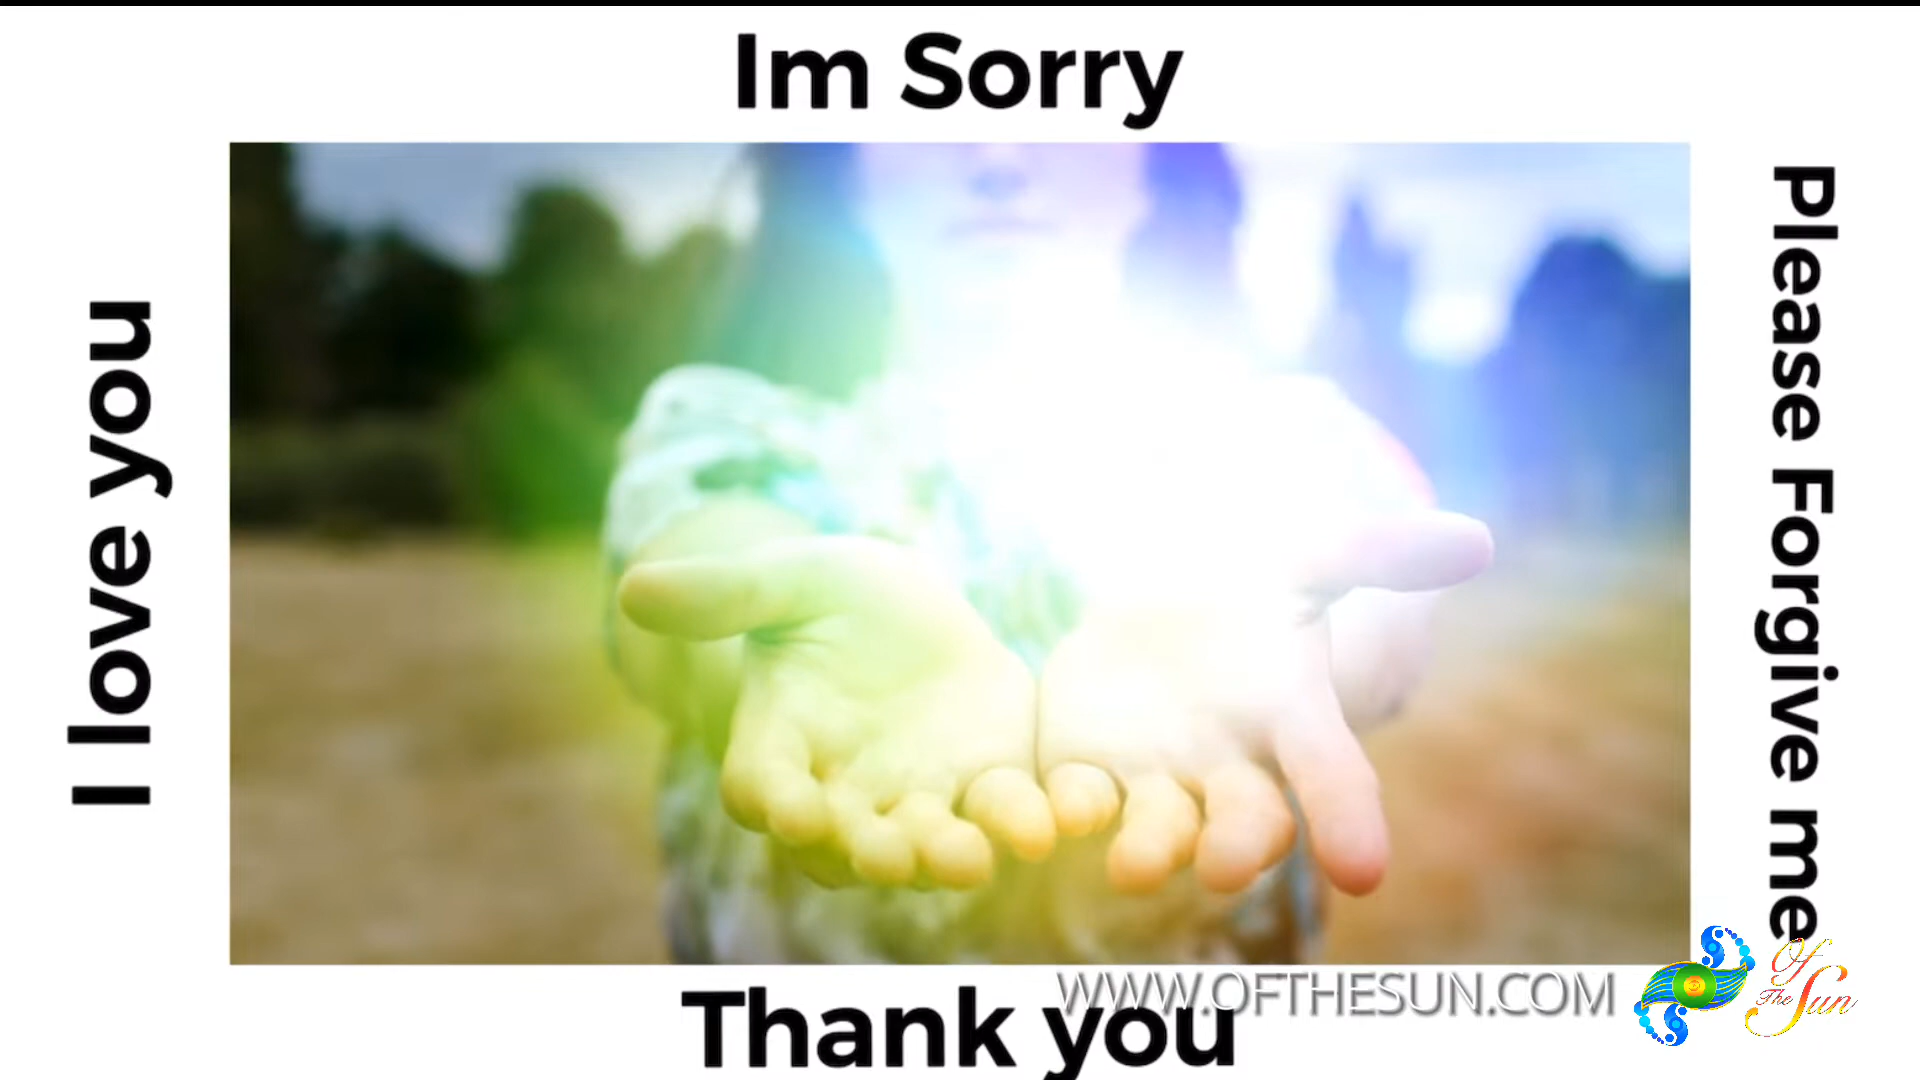 Im Sorry
Please Forgive me
Thank you
I love you
WWW.OFTHESUN.COM
Of
The Sun